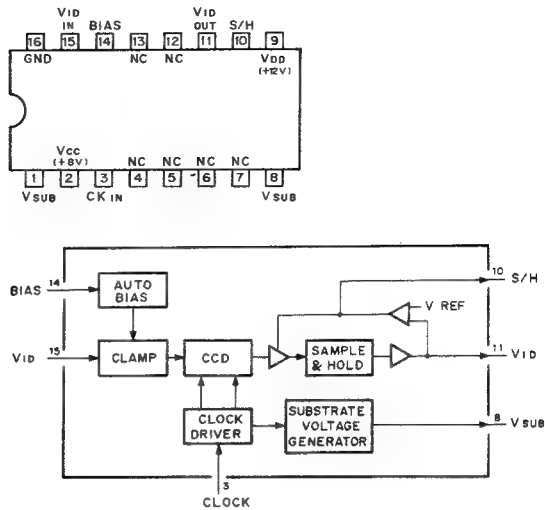 VID IN BIAS VID OUT S/H
16 15 14 13 12 11 10 9
GND NC NC VDD
(+12V)
VCC
(+8V) NC NC NC NC
1 2 3 4 5 6 7 8
VSUB CK IN VSUB
BIAS 14
AUTO BIAS
10 S/H
V REF
VID 15
CLAMP
CCD
SAMPLE & HOLD
11 VID
CLOCK DRIVER
SUBSTRATE VOLTAGE GENERATOR
8 VSUB
3
CLOCK